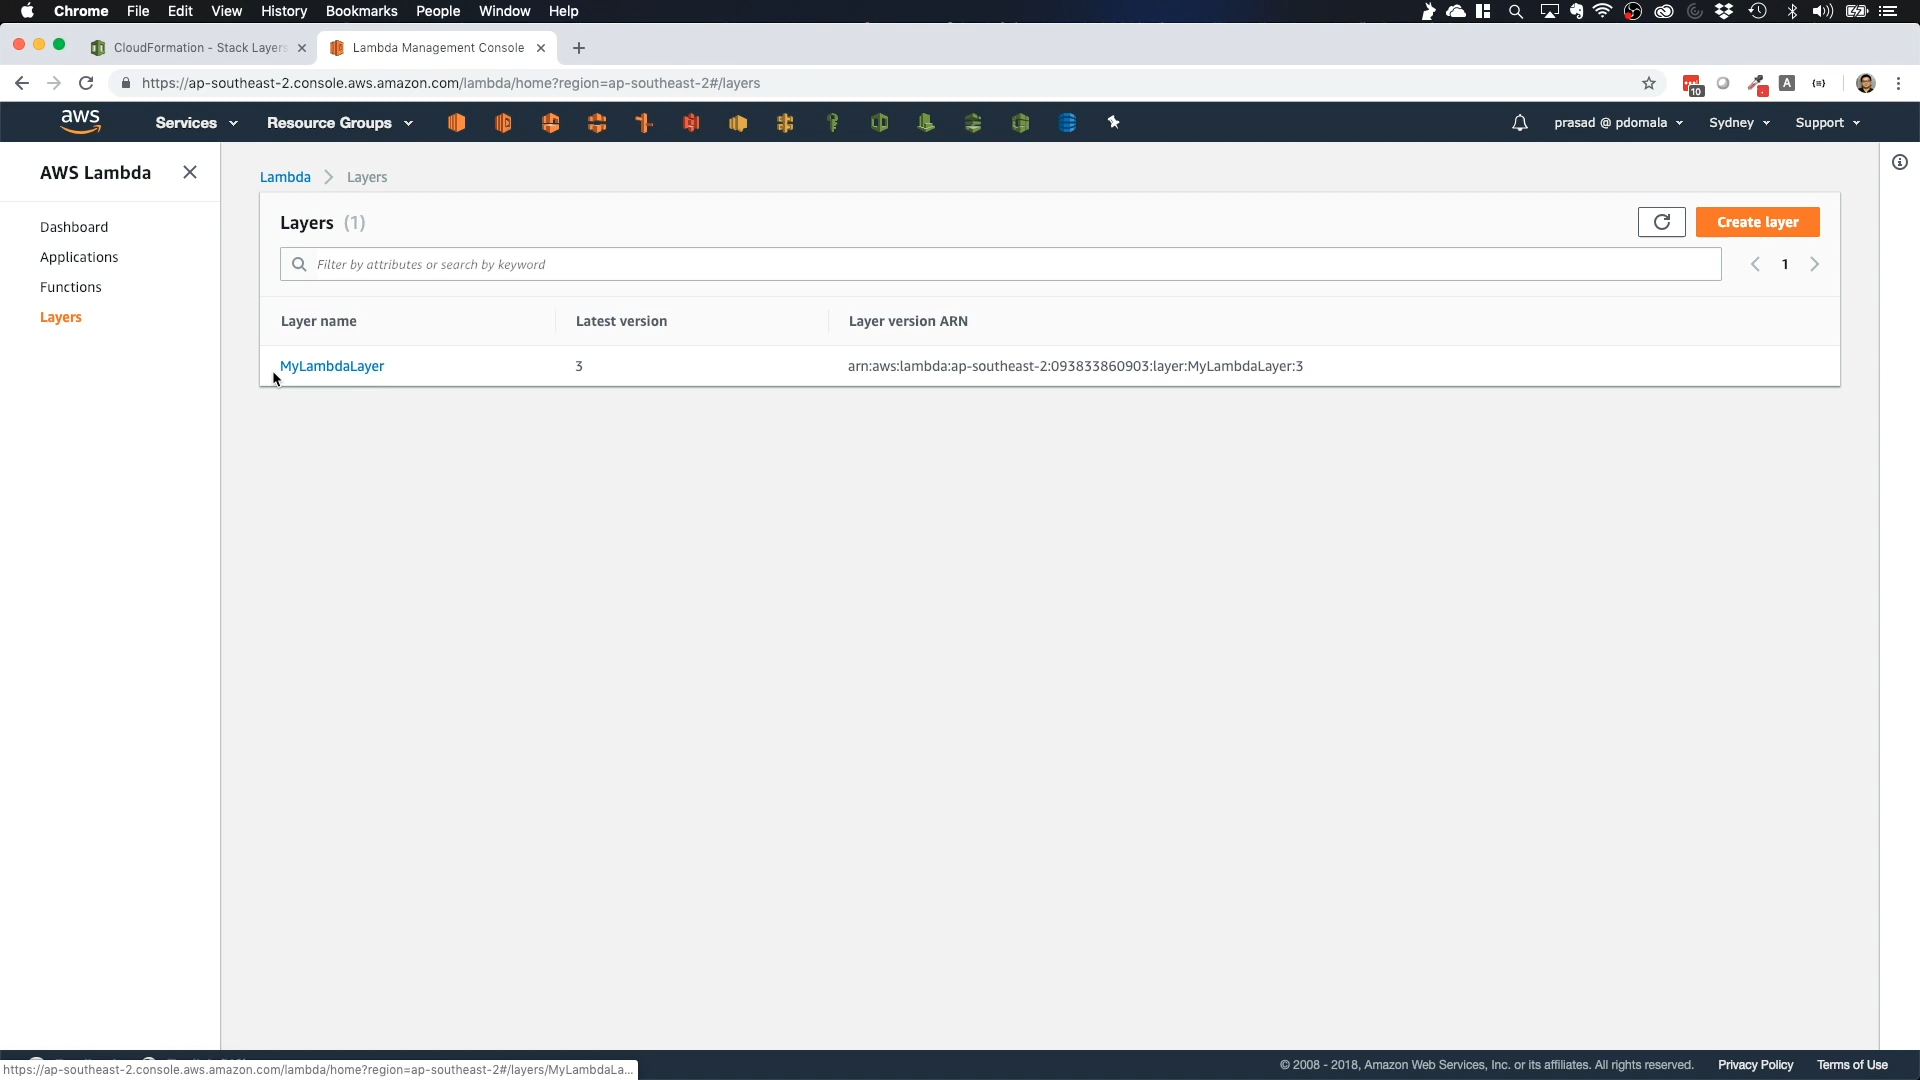 Chrome File Edit View History Bookmarks People Window Help
CloudFormation - Stack Layers
Lambda Management Console
https://ap-southeast-2.console.aws.amazon.com/lambda/home?region=ap-southeast-2#/layers
10
A
aws Services Resource Groups prasad @ pdomala Sydney Support
AWS Lambda
Dashboard
Applications
Functions
Layers
Lambda Layers
Layers (1)
Create layer
Filter by attributes or search by keyword
1
Layer name Latest version Layer version ARN
MyLambdaLayer 3 arn:aws:lambda:ap-southeast-2:093833860903:layer:MyLambdaLayer:3
© 2008 - 2018, Amazon Web Services, Inc. or its affiliates. All rights reserved. Privacy Policy Terms of Use
https://ap-southeast-2.console.aws.amazon.com/lambda/home?region=ap-southeast-2#/layers/MyLambdaLa...